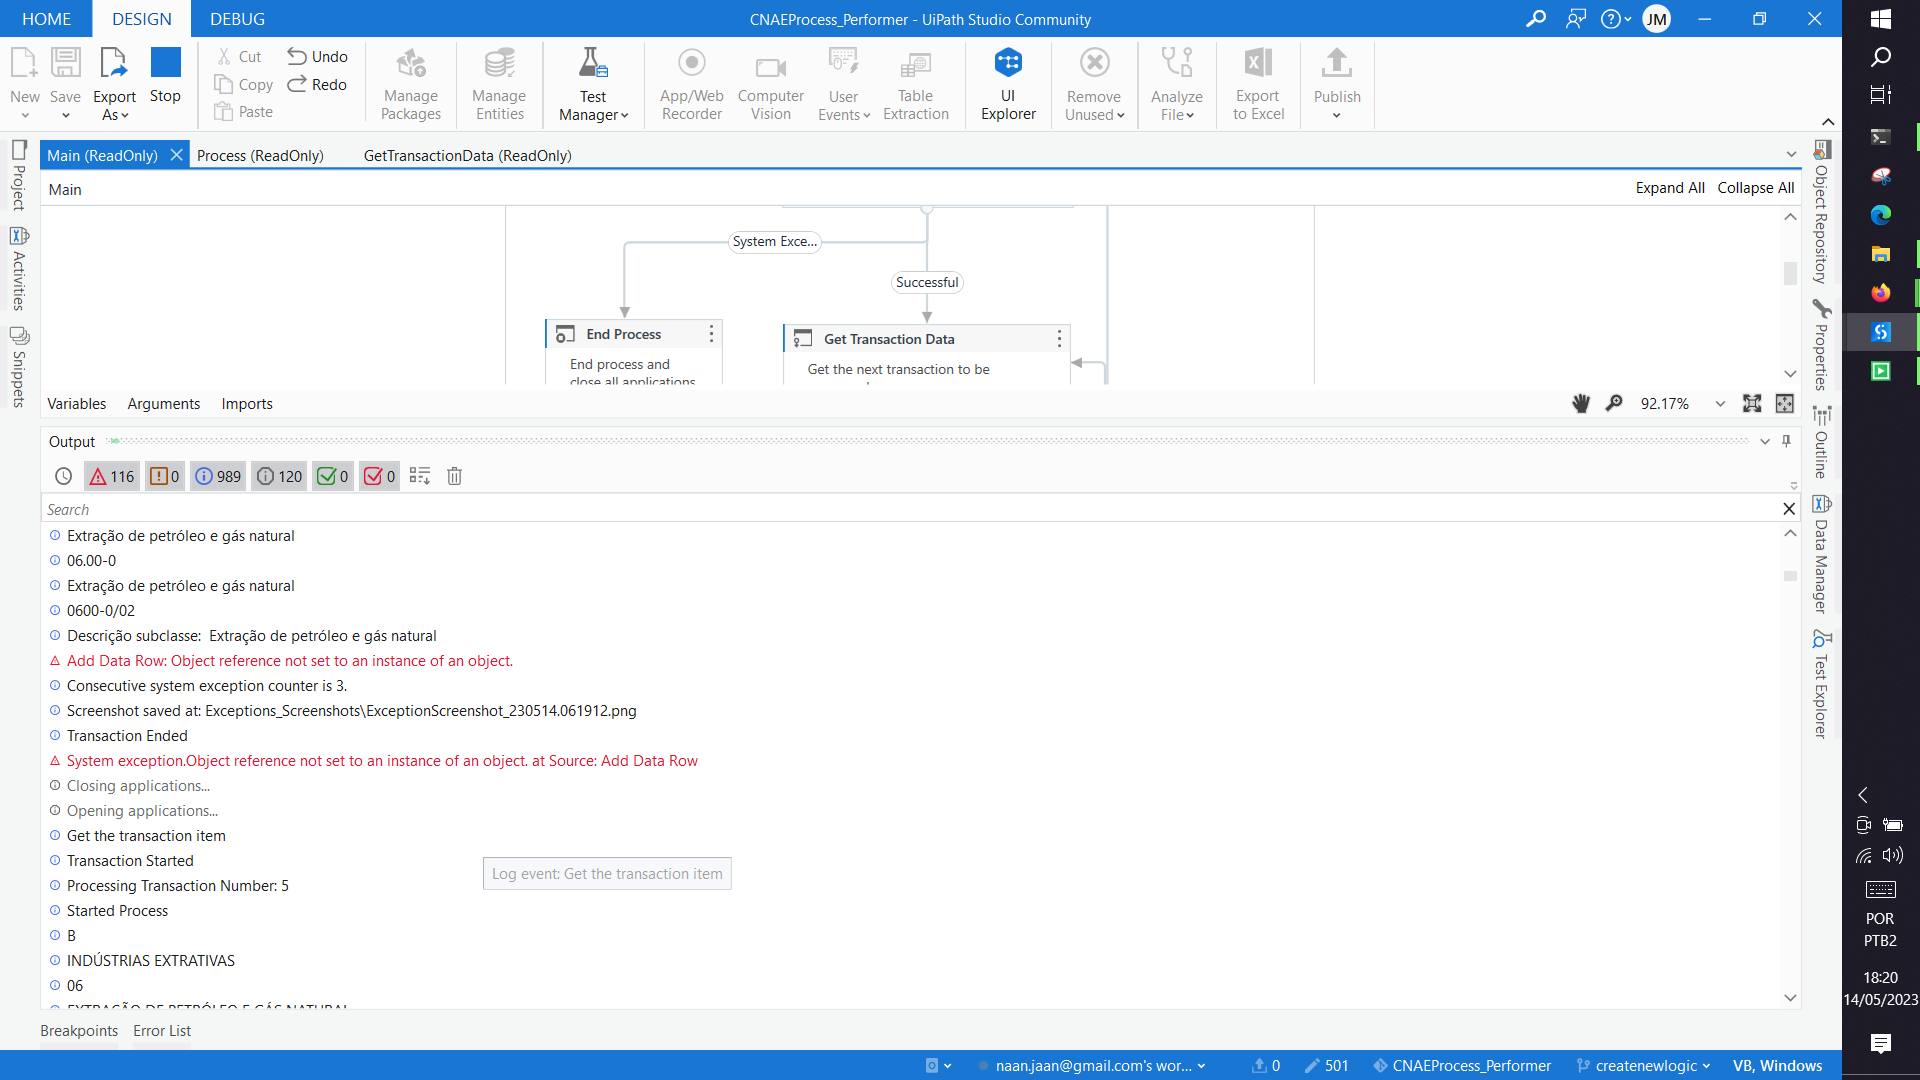 HOME DESIGN DEBUG
CNAEProcess_Performer - UiPath Studio Community
JM
New
Save
Export As
Stop
Cut
Copy
Paste
Undo
Redo
Manage Packages
Manage Entities
Test Manager
App/Web Recorder
Computer Vision
User Events
Table Extraction
UI Explorer
Remove Unused
Analyze File
Export to Excel
Publish
Project
Activities
Snippets
Main (ReadOnly) Process (ReadOnly) GetTransactionData (ReadOnly)
Main
Expand All Collapse All
System Exce...
Successful
End Process
End process and
close all applications
Get Transaction Data
Get the next transaction to be
Variables Arguments Imports
92.17%
Output
116 0 989 120 0 0
Search
Extração de petróleo e gás natural
06.00-0
Extração de petróleo e gás natural
0600-0/02
Descrição subclasse:  Extração de petróleo e gás natural
Add Data Row: Object reference not set to an instance of an object.
Consecutive system exception counter is 3.
Screenshot saved at: Exceptions_Screenshots\ExceptionScreenshot_230514.061912.png
Transaction Ended
System exception.Object reference not set to an instance of an object. at Source: Add Data Row
Closing applications...
Opening applications...
Get the transaction item
Transaction Started
Log event: Get the transaction item
Processing Transaction Number: 5
Started Process
B
INDÚSTRIAS EXTRATIVAS
06
EXTRAÇÃO DE PETRÓLEO E GÁS NATURAL
Breakpoints Error List
Object Repository
Properties
Outline
Data Manager
Test Explorer
naan.jaan@gmail.com's wor...
0
501
CNAEProcess_Performer
createnewlogic
VB, Windows
POR
PTB2
18:20
14/05/2023